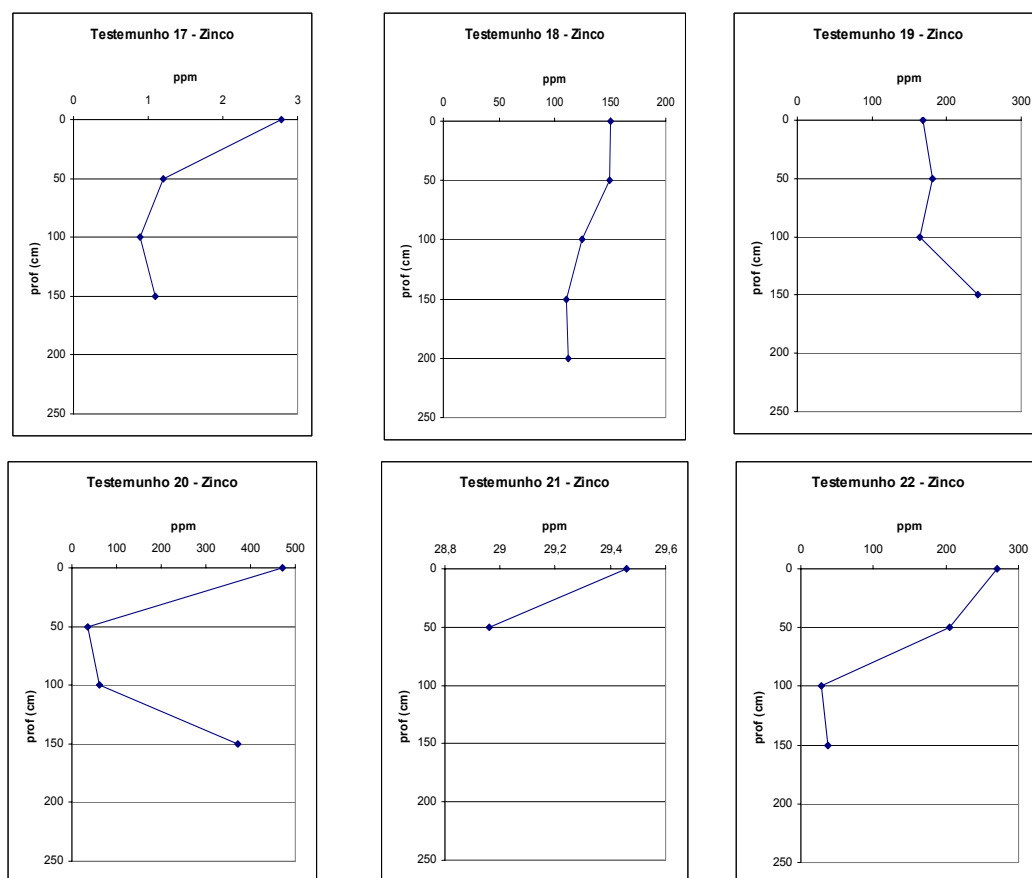 Testemunho 17 - Zinco
ppm
0 1 2 3
0
50
100
150
200
250
prof (cm)
Testemunho 18 - Zinco
ppm
0 50 100 150 200
0
50
100
150
200
250
prof (cm)
Testemunho 19 - Zinco
ppm
0 100 200 300
0
50
100
150
200
250
prof (cm)
Testemunho 20 - Zinco
ppm
0 100 200 300 400 500
0
50
100
150
200
250
prof (cm)
Testemunho 21 - Zinco
ppm
28,8 29 29,2 29,4 29,6
0
50
100
150
200
250
prof (cm)
Testemunho 22 - Zinco
ppm
0 100 200 300
0
50
100
150
200
250
prof (cm)